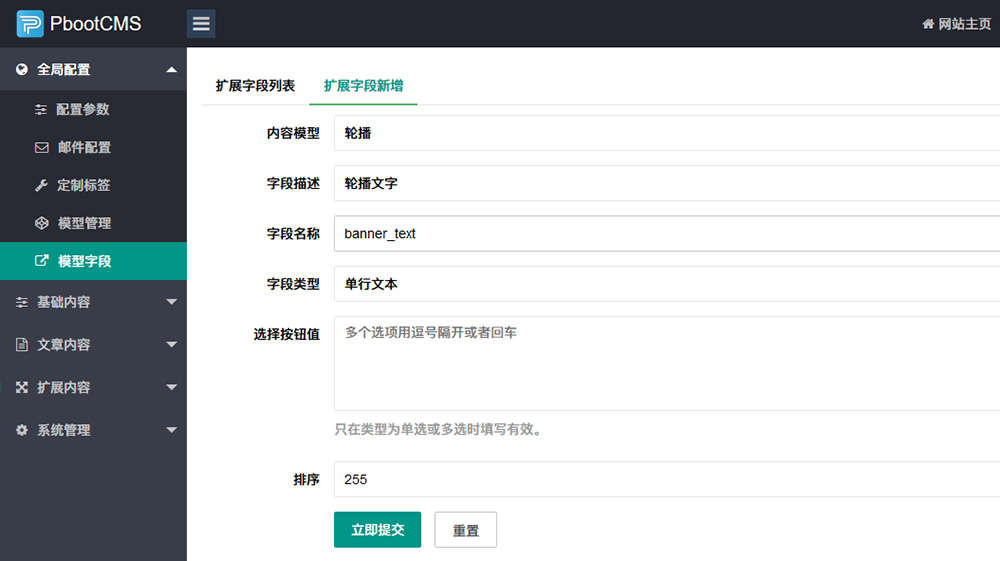 PbootCMS
网站主页
全局配置
配置参数
邮件配置
定制标签
模型管理
模型字段
基础内容
文章内容
扩展内容
系统管理
扩展字段列表 扩展字段新增
内容模型 轮播
字段描述 轮播文字
字段名称 banner_text
字段类型 单行文本
选择按钮值 多个选项用逗号隔开或者回车
只在类型为单选或多选时填写有效。
排序 255
立即提交 重置